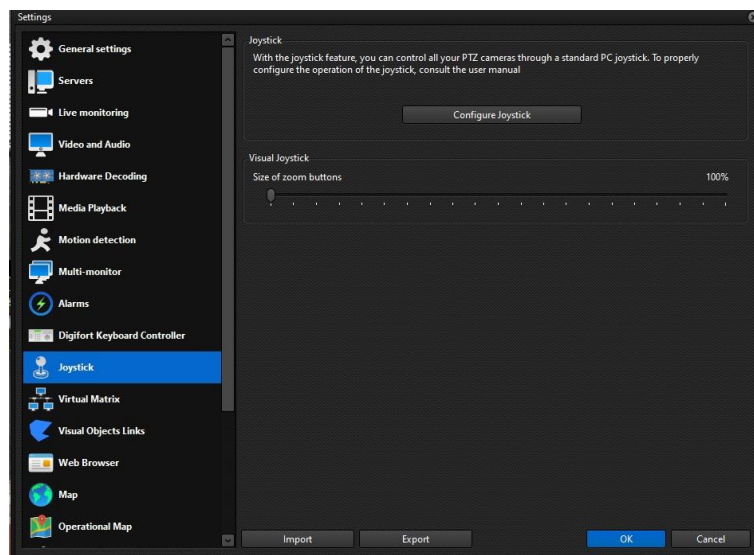 Settings
General settings
Servers
Live monitoring
Video and Audio
Hardware Decoding
Media Playback
Motion detection
Multi-monitor
Alarms
Digifort Keyboard Controller
Joystick
Virtual Matrix
Visual Objects Links
Web Browser
Map
Operational Map
Joystick
With the joystick feature, you can control all your PTZ cameras through a standard PC joystick. To properly
configure the operation of the joystick, consult the user manual
Configure Joystick
Visual Joystick
Size of zoom buttons 100%
Import Export OK Cancel